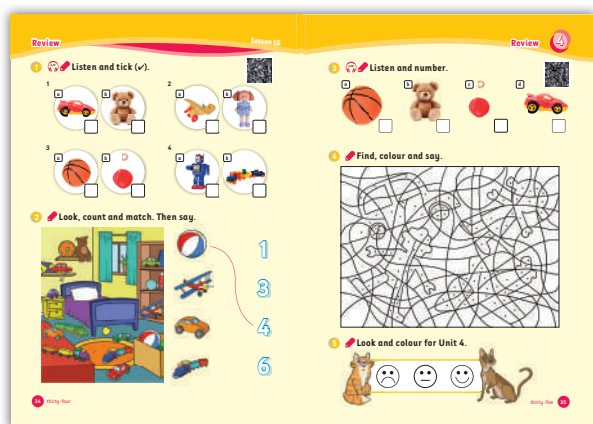 Review
Lesson 13
1 Listen and tick (✔).
1
a
b
2
a
b
3
a
b
4
a
b
2 Look, count and match. Then say.
1
3
4
6
34 thirty-four
Review
4
3 Listen and number.
a
b
c
d
4 Find, colour and say.
5 Look and colour for Unit 4.
thirty-five 35